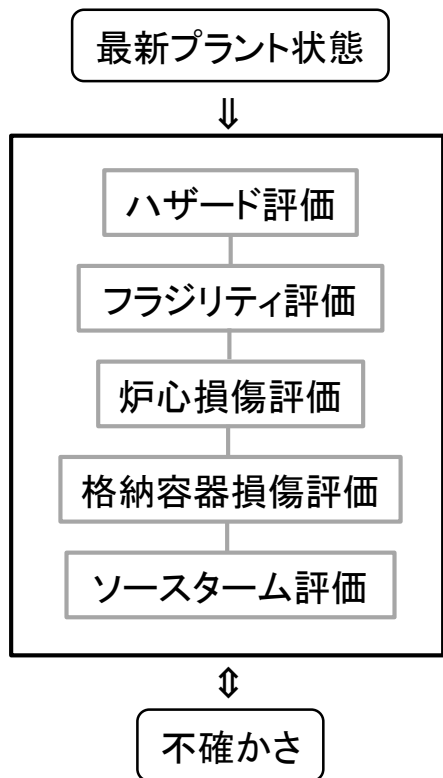 最新プラント状態
⇓
ハザード評価
フラジリティ評価
炉心損傷評価
格納容器損傷評価
ソースターム評価
⇕
不確かさ